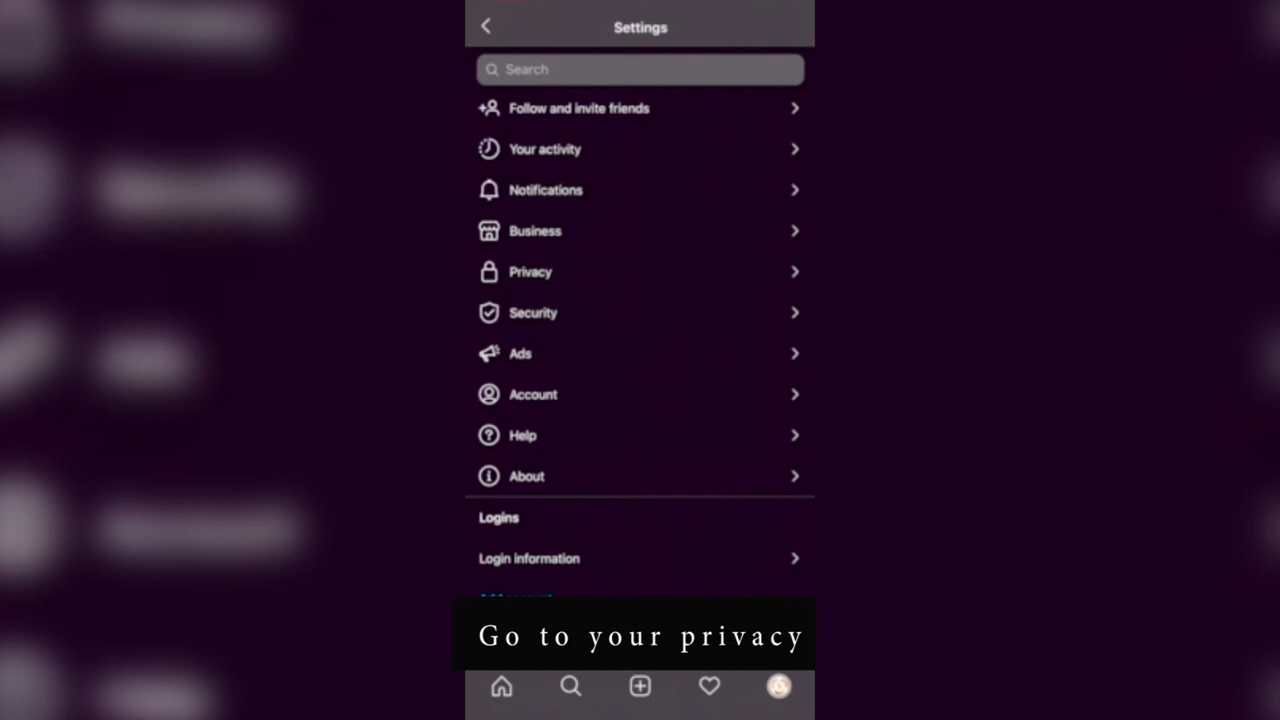 Settings
Search
Follow and invite friends
Your activity
Notifications
Business
Privacy
Security
Ads
Account
Help
About
Logins
Login information
Go to your privacy